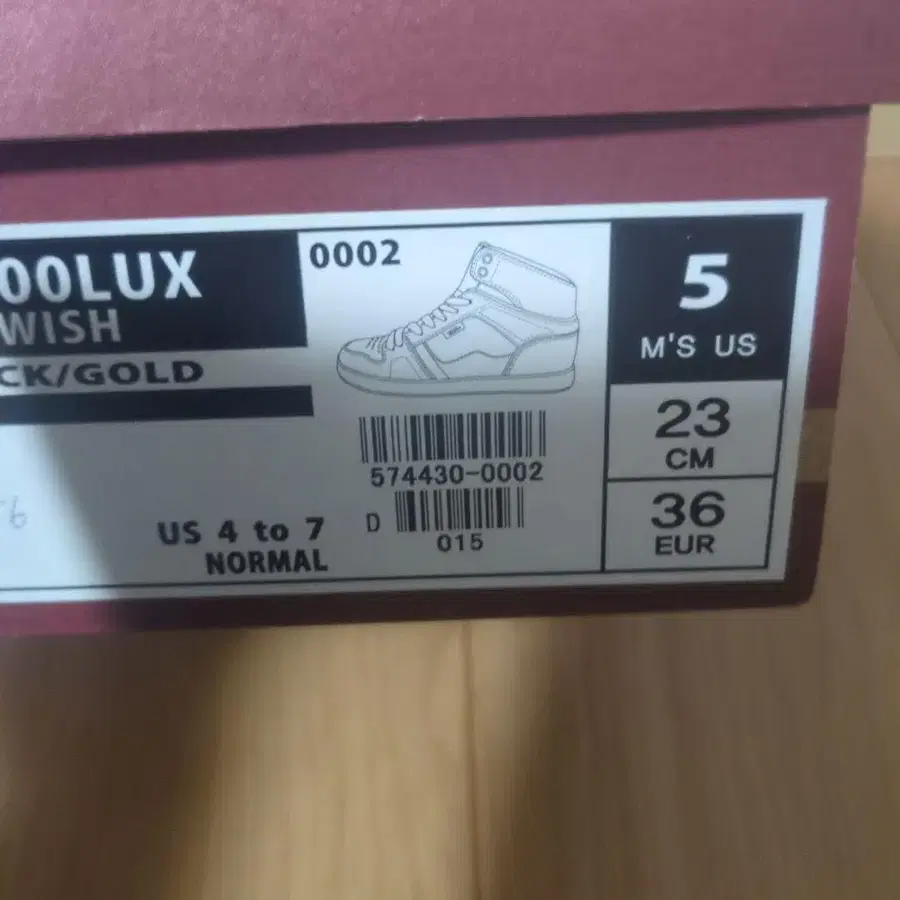 00LUX
WISH
CK/GOLD
0002
574430-0002
D
015
US 4 to 7
NORMAL
5
M'S US
23
CM
36
EUR